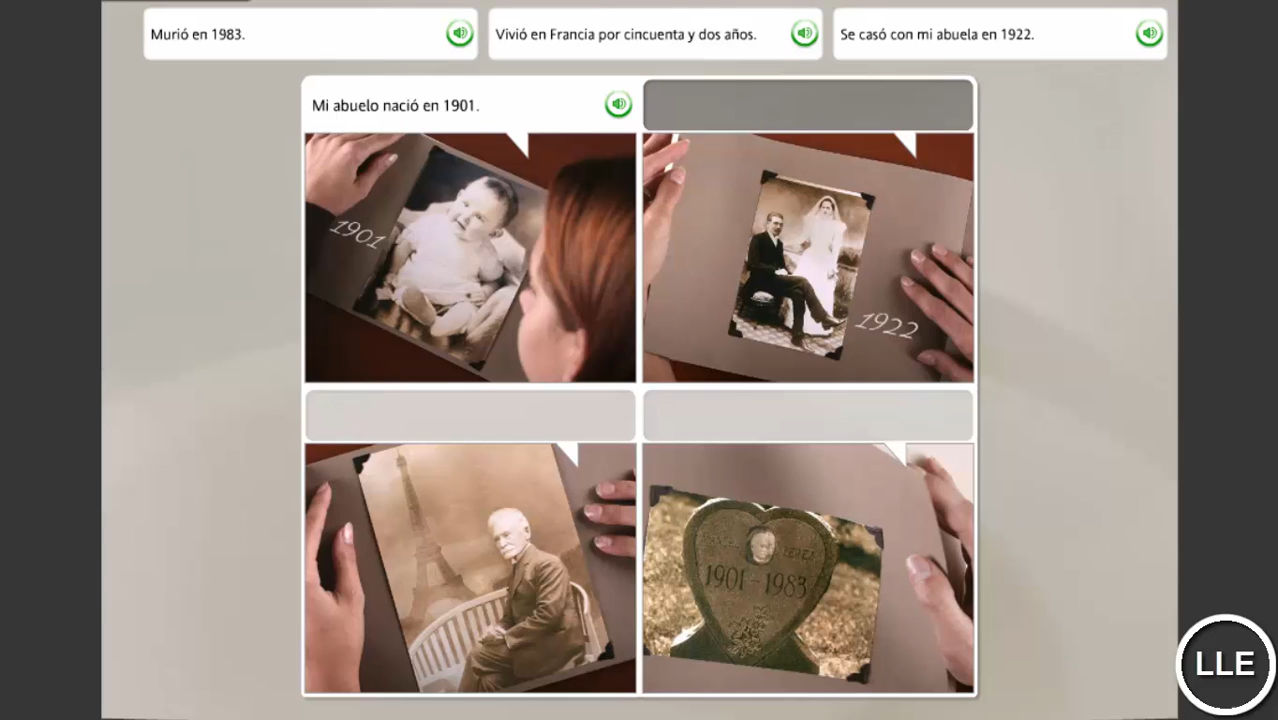 Murió en 1983.
Vivió en Francia por cincuenta y dos años.
Se casó con mi abuela en 1922.
Mi abuelo nació en 1901.
1901
1922
1901-1983
LLE